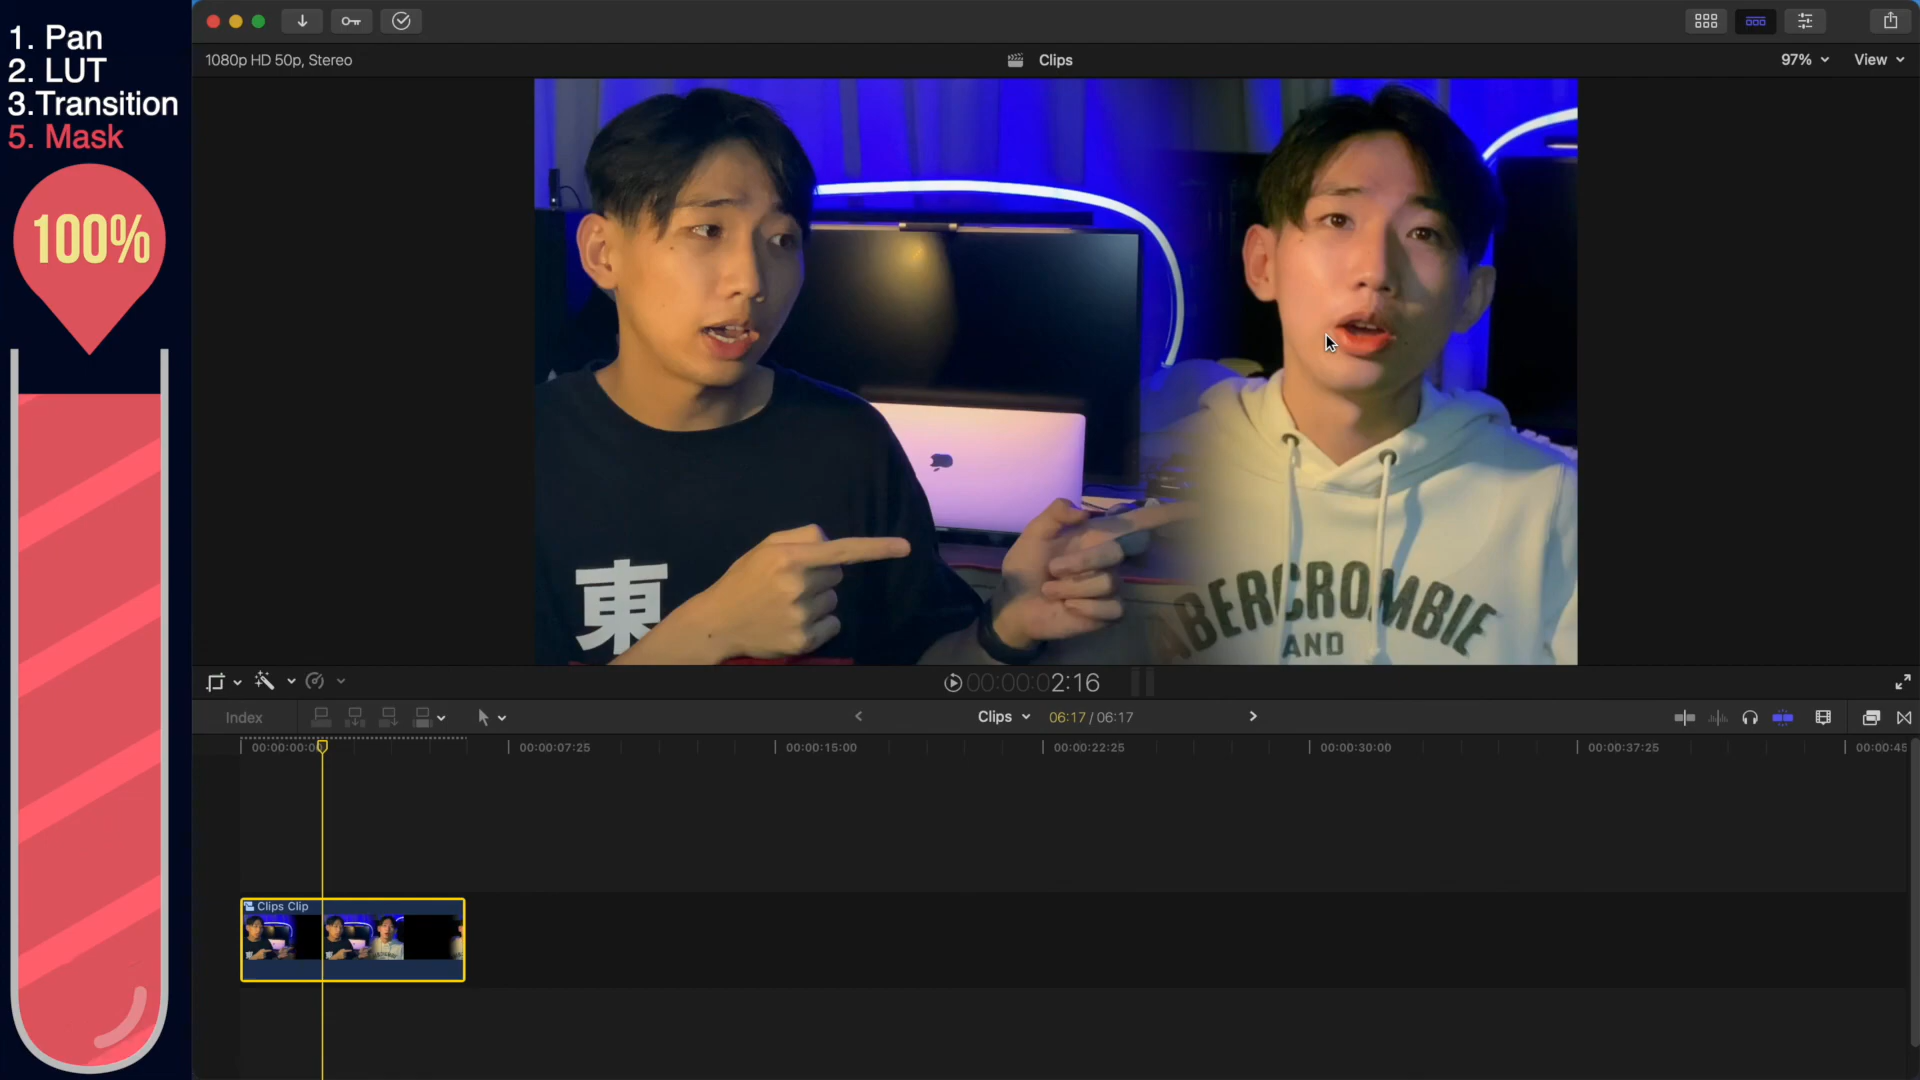 1. Pan
2. LUT
3.Transition
5. Mask
100%
1080p HD 50p, Stereo
Clips
97%
View
東
ABERCROMBIE
AND
00:00:02:16
Index
Clips
06:17 / 06:17
00:00:00:00
00:00:07:25
00:00:15:00
00:00:22:25
00:00:30:00
00:00:37:25
00:00:45
Clips Clip